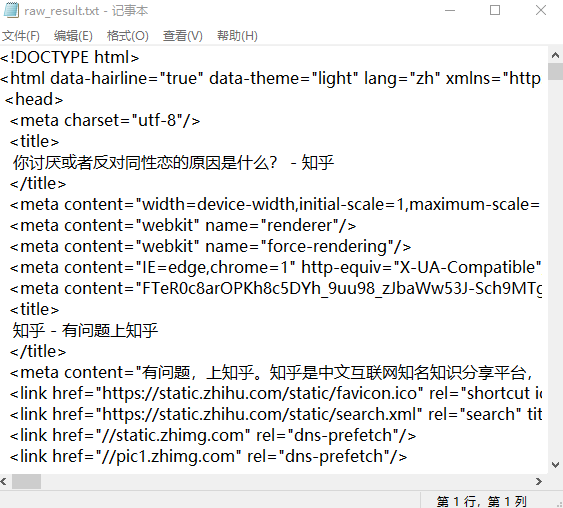 raw_result.txt - 记事本
文件(F) 编辑(E) 格式(O) 查看(V) 帮助(H)
<!DOCTYPE html>
<html data-hairline="true" data-theme="light" lang="zh" xmlns="http
<head>
<meta charset="utf-8"/>
<title>
你讨厌或者反对同性恋的原因是什么？ - 知乎
</title>
<meta content="width=device-width,initial-scale=1,maximum-scale=
<meta content="webkit" name="renderer"/>
<meta content="webkit" name="force-rendering"/>
<meta content="IE=edge,chrome=1" http-equiv="X-UA-Compatible"
<meta content="FTeR0c8arOPKh8c5DYh_9uu98_zJbaWw53J-Sch9MTg
<title>
知乎 - 有问题上知乎
</title>
<meta content="有问题，上知乎。知乎是中文互联网知名知识分享平台，
<link href="https://static.zhihu.com/static/favicon.ico" rel="shortcut ic
<link href="https://static.zhihu.com/static/search.xml" rel="search" tit
<link href="//static.zhimg.com" rel="dns-prefetch"/>
<link href="//pic1.zhimg.com" rel="dns-prefetch"/>
第 1 行，第 1 列